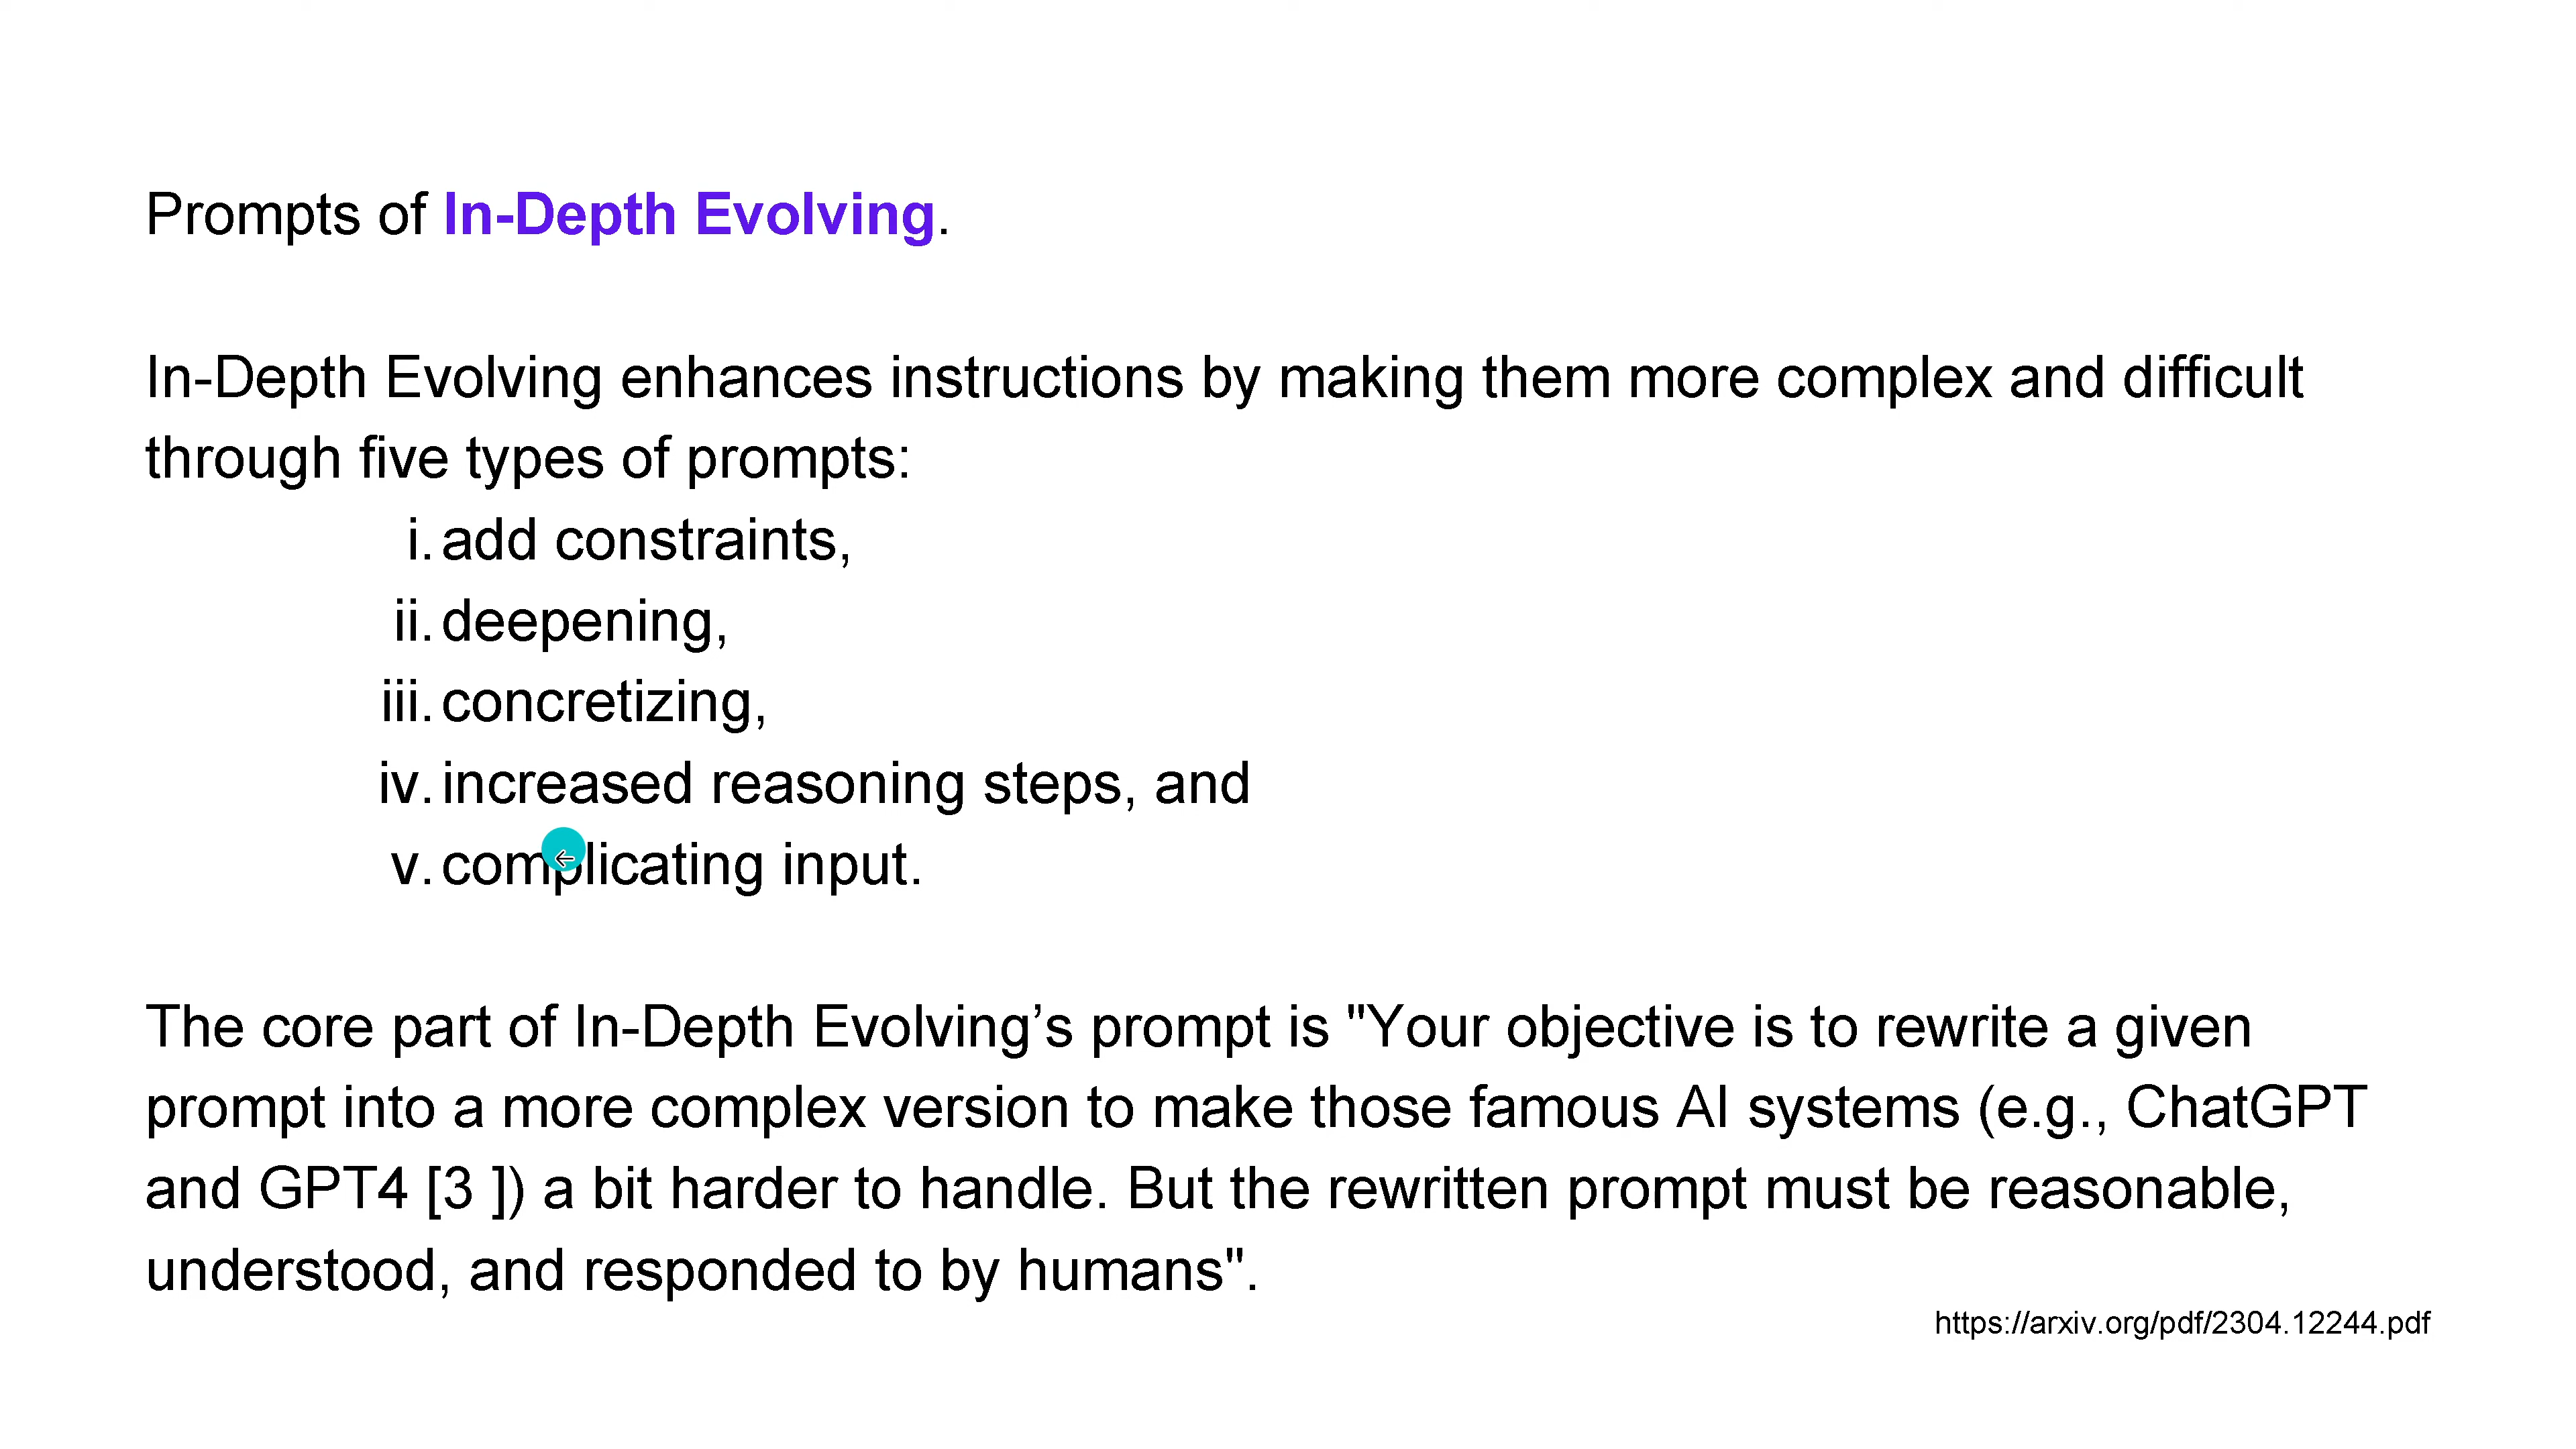 Prompts of In-Depth Evolving.
In-Depth Evolving enhances instructions by making them more complex and difficult
through five types of prompts:
i. add constraints,
ii. deepening,
iii. concretizing,
iv. increased reasoning steps, and
v. complicating input.
The core part of In-Depth Evolving’s prompt is "Your objective is to rewrite a given
prompt into a more complex version to make those famous AI systems (e.g., ChatGPT
and GPT4 [3 ]) a bit harder to handle. But the rewritten prompt must be reasonable,
understood, and responded to by humans".
https://arxiv.org/pdf/2304.12244.pdf